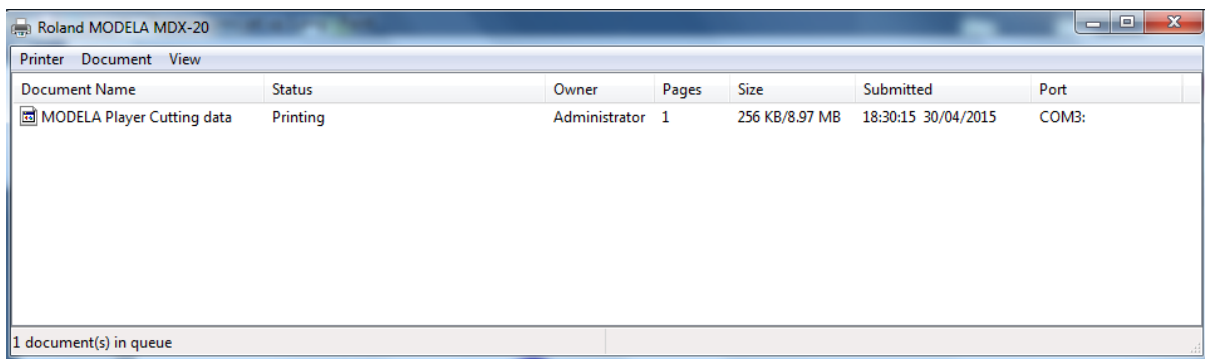 Roland MODELA MDX-20
Printer Document View
Document Name Status Owner Pages Size Submitted Port
MODELA Player Cutting data Printing Administrator 1 256 KB/8.97 MB 18:30:15 30/04/2015 COM3:
1 document(s) in queue